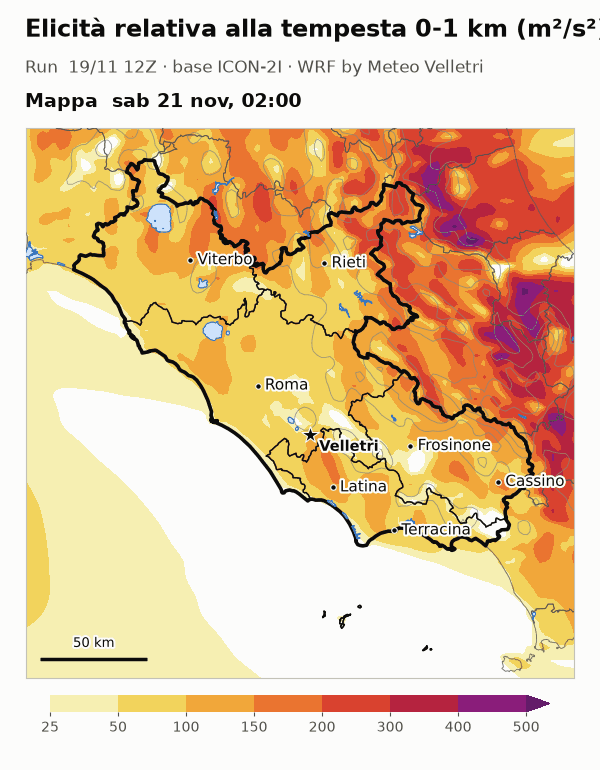 Elicità relativa alla tempesta 0-1 km (m²/s²)
Run 19/11 12Z · base ICON-2I · WRF by Meteo Velletri
Mappa sab 21 nov, 02:00
Viterbo
Rieti
Roma
Velletri
Frosinone
Latina
Cassino
Terracina
50 km
25 50 100 150 200 300 400 500